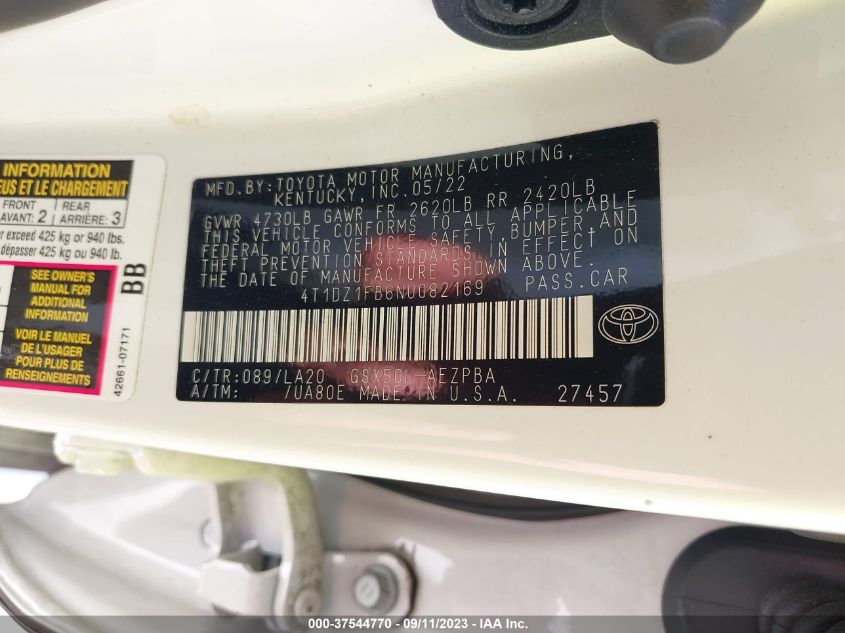 INFORMATION
EUS ET LE CHARGEMENT
FRONT
AVANT: 2
REAR
ARRIÈRE: 3
r exceed 425 kg or 940 lbs.
dépasser 425 kg ou 940 lb.
SEE OWNER'S
MANUAL FOR
ADDITIONAL
INFORMATION
VOIR LE MANUEL
DE L'USAGER
POUR PLUS DE
RENSEIGNEMENTS
BB
42661-07171
MFD. BY: TOYOTA MOTOR MANUFACTURING,
KENTUCKY, INC. 05/22
GVWR 4730LB GAWR FR 2620LB RR 2420LB
THIS VEHICLE CONFORMS TO ALL APPLICABLE
FEDERAL MOTOR VEHICLE SAFETY, BUMPER, AND
THEFT PREVENTION STANDARDS IN EFFECT ON
THE DATE OF MANUFACTURE SHOWN ABOVE.
4T1DZ1FB6NU082169 PASS.CAR
C/TR:089/LA20 GSX50L-AEZPBA
A/TM: /UA80E MADE IN U.S.A. 27457
000-37544770 - 09/11/2023 - IAA Inc.